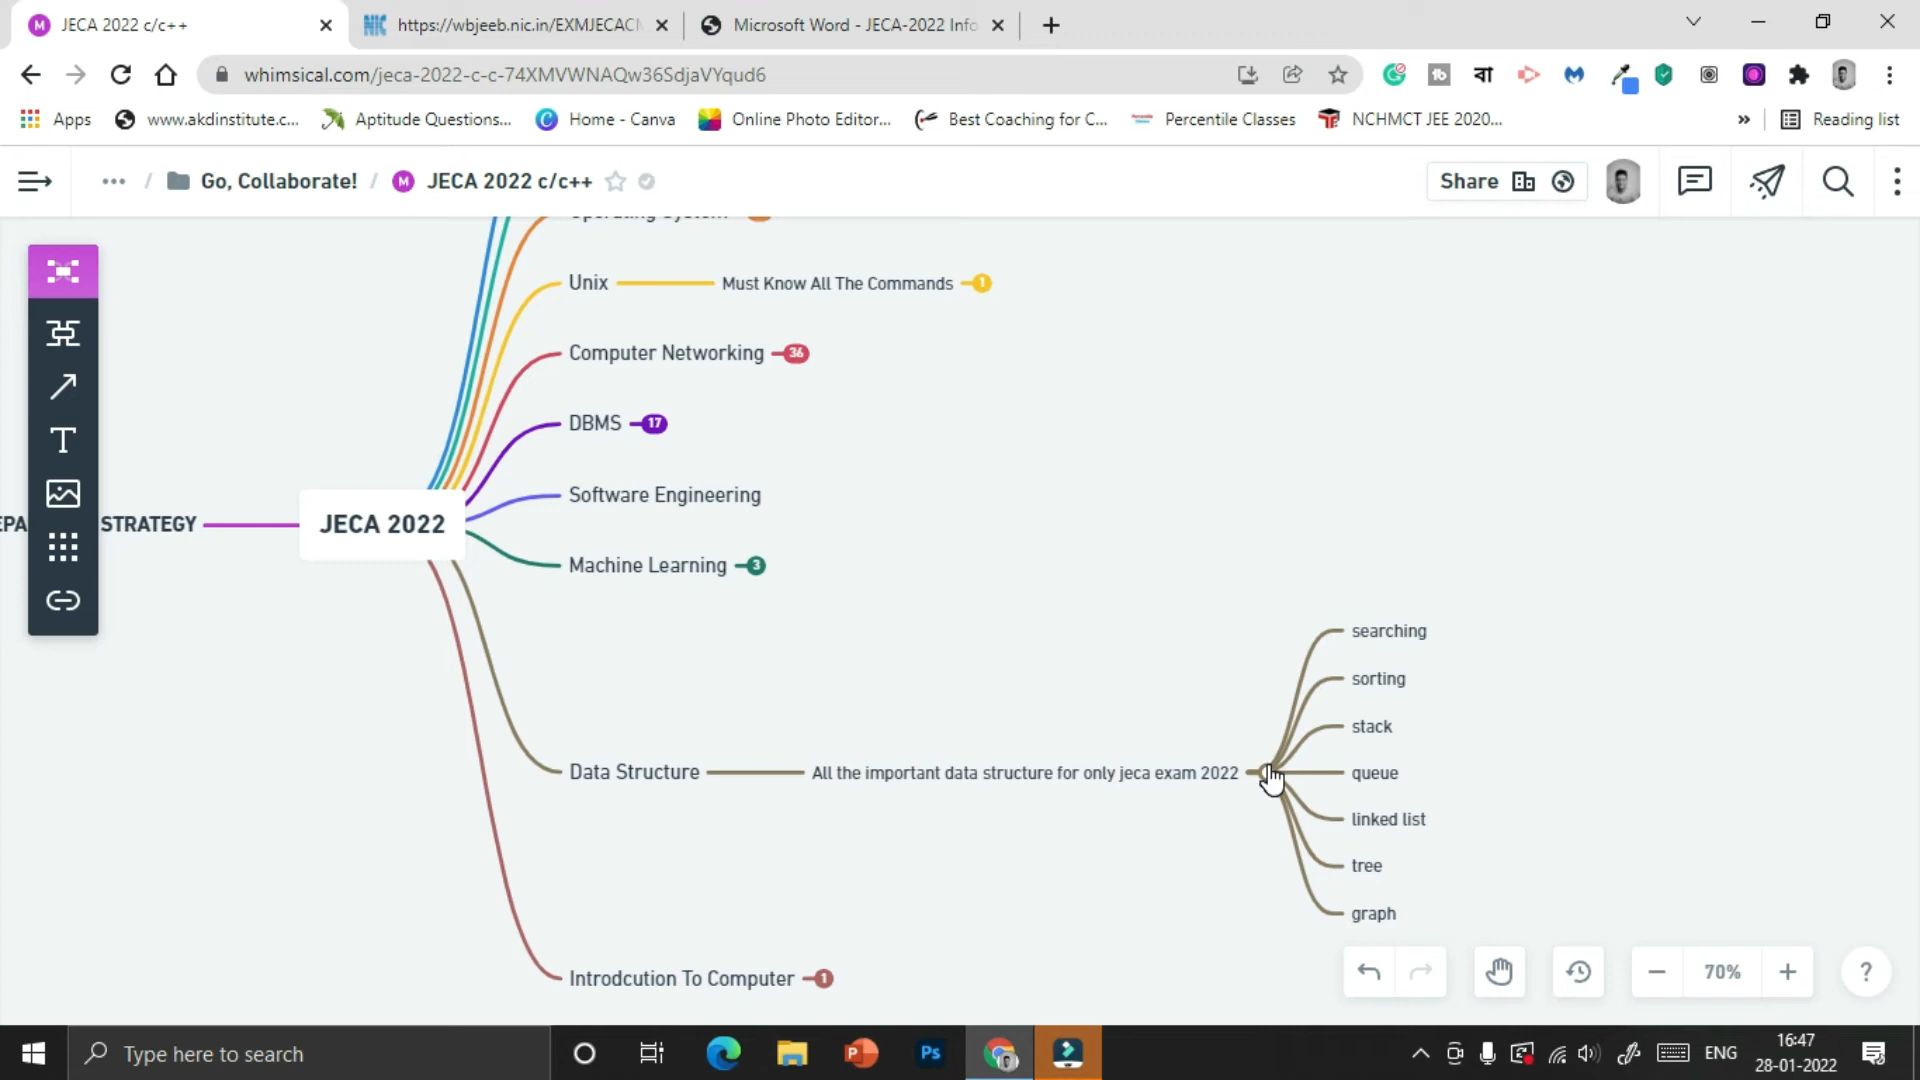 JECA 2022 c/c++
https://wbjeeb.nic.in/EXMJECACN
Microsoft Word - JECA-2022 Info
whimsical.com/jeca-2022-c-c-74XMVWNAQw36SdjaVYqud6
Apps
www.akdinstitute.c...
Aptitude Questions...
Home - Canva
Online Photo Editor...
Best Coaching for C...
Percentile Classes
NCHMCT JEE 2020...
»
Reading list
... / Go, Collaborate! / JECA 2022 c/c++
Share
Operating System
Unix
Must Know All The Commands
1
Computer Networking
36
DBMS
17
Software Engineering
STRATEGY
JECA 2022
Machine Learning
3
searching
sorting
stack
Data Structure
All the important data structure for only jeca exam 2022
queue
linked list
tree
graph
Introdcution To Computer
1
70%
?
Type here to search
Ps
ENG
16:47
28-01-2022